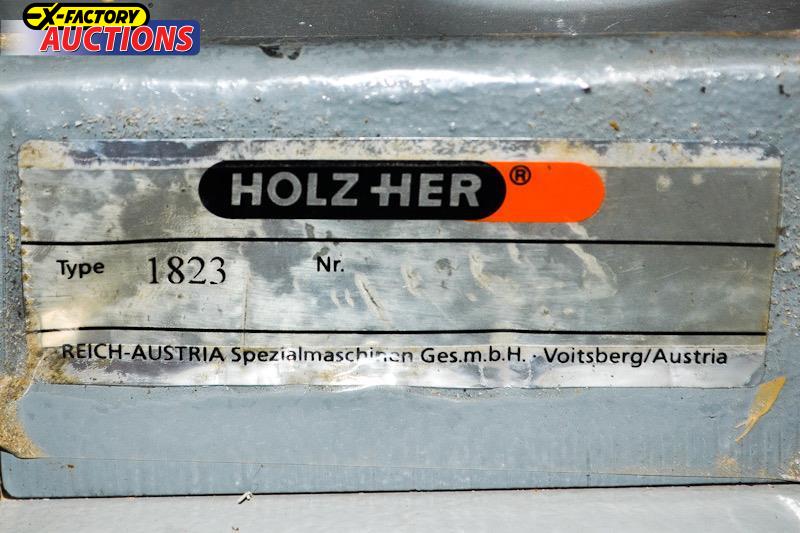 EX-FACTORY
AUCTIONS
HOLZ-HER ®
Type 1823 Nr.
REICH-AUSTRIA Spezialmaschinen Ges.m.b.H. · Voitsberg/Austria